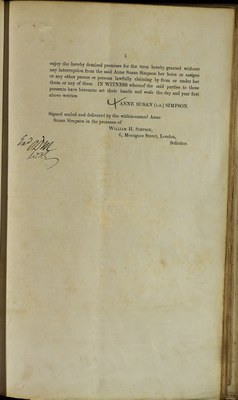 enjoy the hereby demised premises for the term hereby granted without
any interruption from the said Anne Susan Simpson her heirs or assigns
or any other person or persons lawfully claiming by from or under her
them or any of them IN WITNESS whereof the said parties to these
presents have hereunto set their hands and seals the day and year first
above written
ANNE SUSAN (L.S.) SIMPSON.
Signed sealed and delivered by the within-named Anne
Susan Simpson in the presence of
WILLIAM H. SIMPSON,
6, Moorgate Street, London,
Solicitor